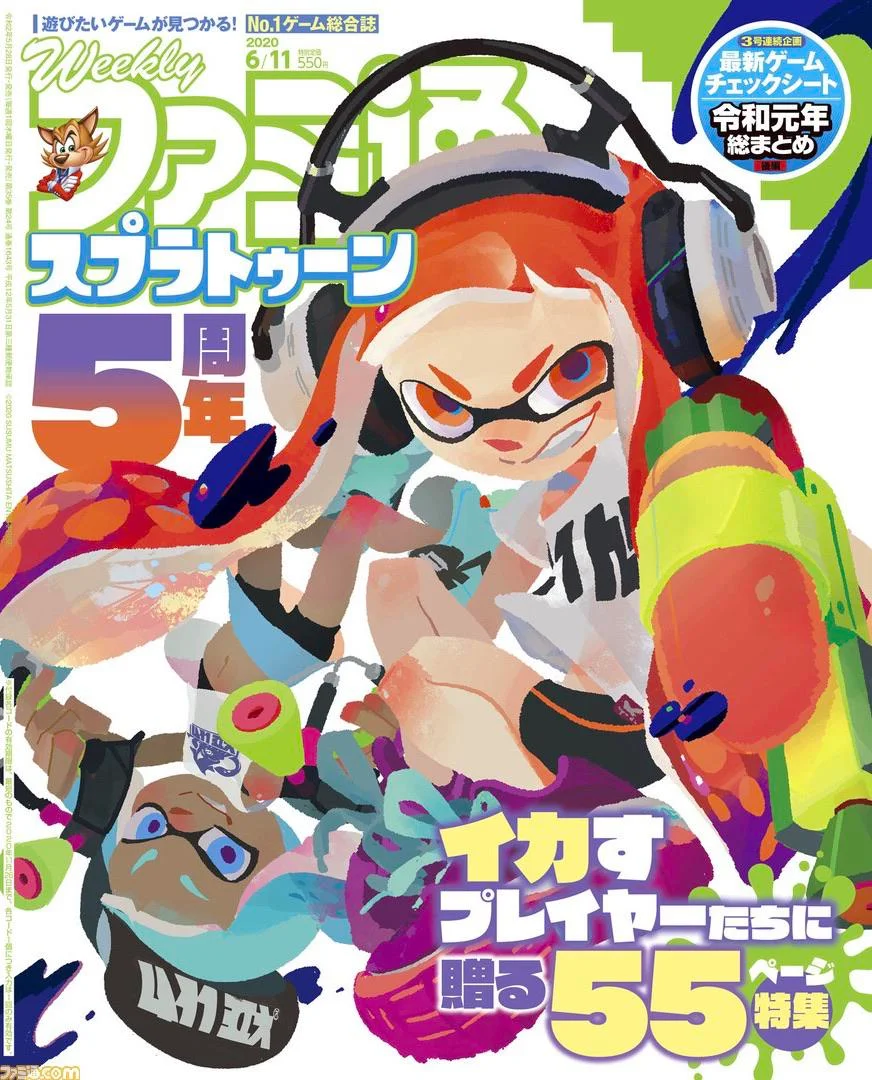 遊びたいゲームが見つかる!
No.1ゲーム総合誌
Weekly
ファミ通
2020
6/11
特別定価
550円
3号連続企画
最新ゲーム
チェックシート
令和元年
総まとめ
後編
スプラトゥーン
5周年
イカす
プレイヤーたちに
贈る55ページ
特集
ファミ通.com